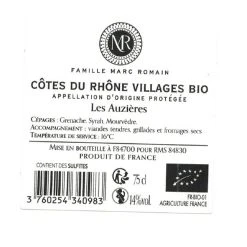 MR
FAMILLE MARC ROMAIN
CÔTES DU RHÔNE VILLAGES BIO
APPELLATION D'ORIGINE PROTÉGÉE
Les Auzières
CÉPAGES : Grenache, Syrah, Mourvèdre.
ACCOMPAGNEMENT : viandes tendres, grillades et fromages secs
TEMPÉRATURE DE SERVICE : 16°C
MISE EN BOUTEILLE À F84700 POUR RMS 84830
PRODUIT DE FRANCE
CONTIENT DES SULFITES
75cl
14%vol
3 760254 340983
FR-BIO-01
AGRICULTURE FRANCE